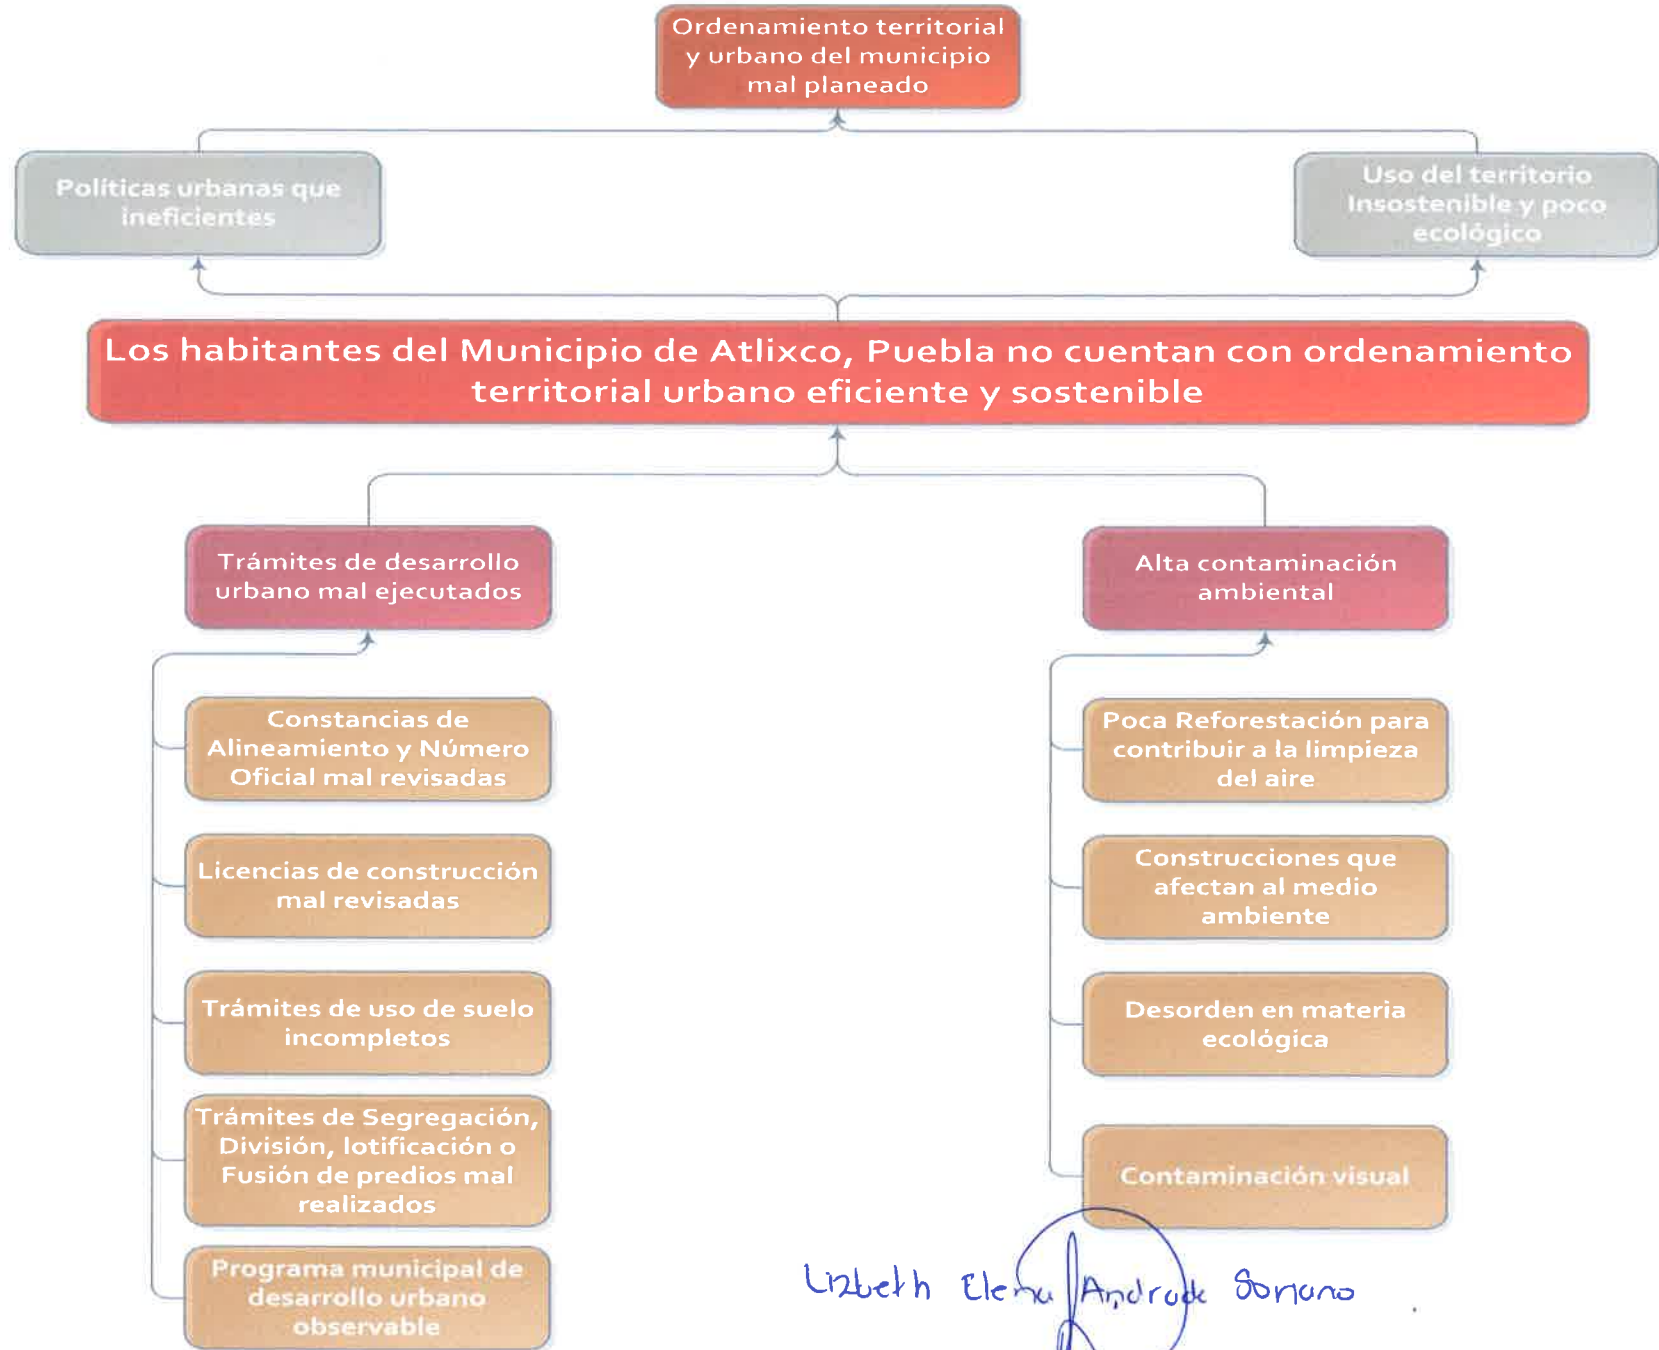 Ordenamiento territorial
y urbano del municipio
mal planeado
Políticas urbanas que
ineficientes
Uso del territorio
Insostenible y poco
ecológico
Los habitantes del Municipio de Atlixco, Puebla no cuentan con ordenamiento
territorial urbano eficiente y sostenible
Trámites de desarrollo
urbano mal ejecutados
Constancias de
Alineamiento y Número
Oficial mal revisadas
Licencias de construcción
mal revisadas
Trámites de uso de suelo
incompletos
Trámites de Segregación,
División, lotificación o
Fusión de predios mal
realizados
Programa municipal de
desarrollo urbano
observable
Alta contaminación
ambiental
Poca Reforestación para
contribuir a la limpieza
del aire
Construcciones que
afectan al medio
ambiente
Desorden en materia
ecológica
Contaminación visual
Lizbeth Elena Andrade Soriano